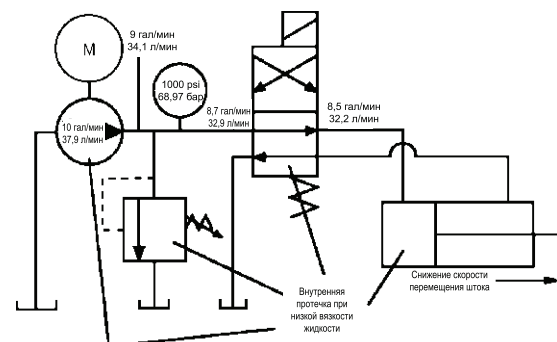 M
9 гал/мин
34,1 л/мин
1000 psi
68,97 бар
10 гал/мин
37,9 л/мин
8,7 гал/мин
32,9 л/мин
8,5 гал/мин
32,2 л/мин
Внутренняя
протечка при
низкой вязкости
жидкости
Снижение скорости
перемещения штока